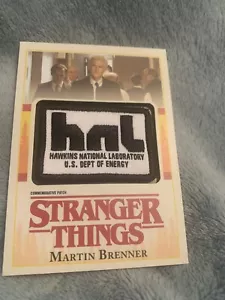 hnl
HAWKINS NATIONAL LABORATORY
U.S. DEPT OF ENERGY
COMMEMORATIVE PATCH
STRANGER
THINGS
MARTIN BRENNER